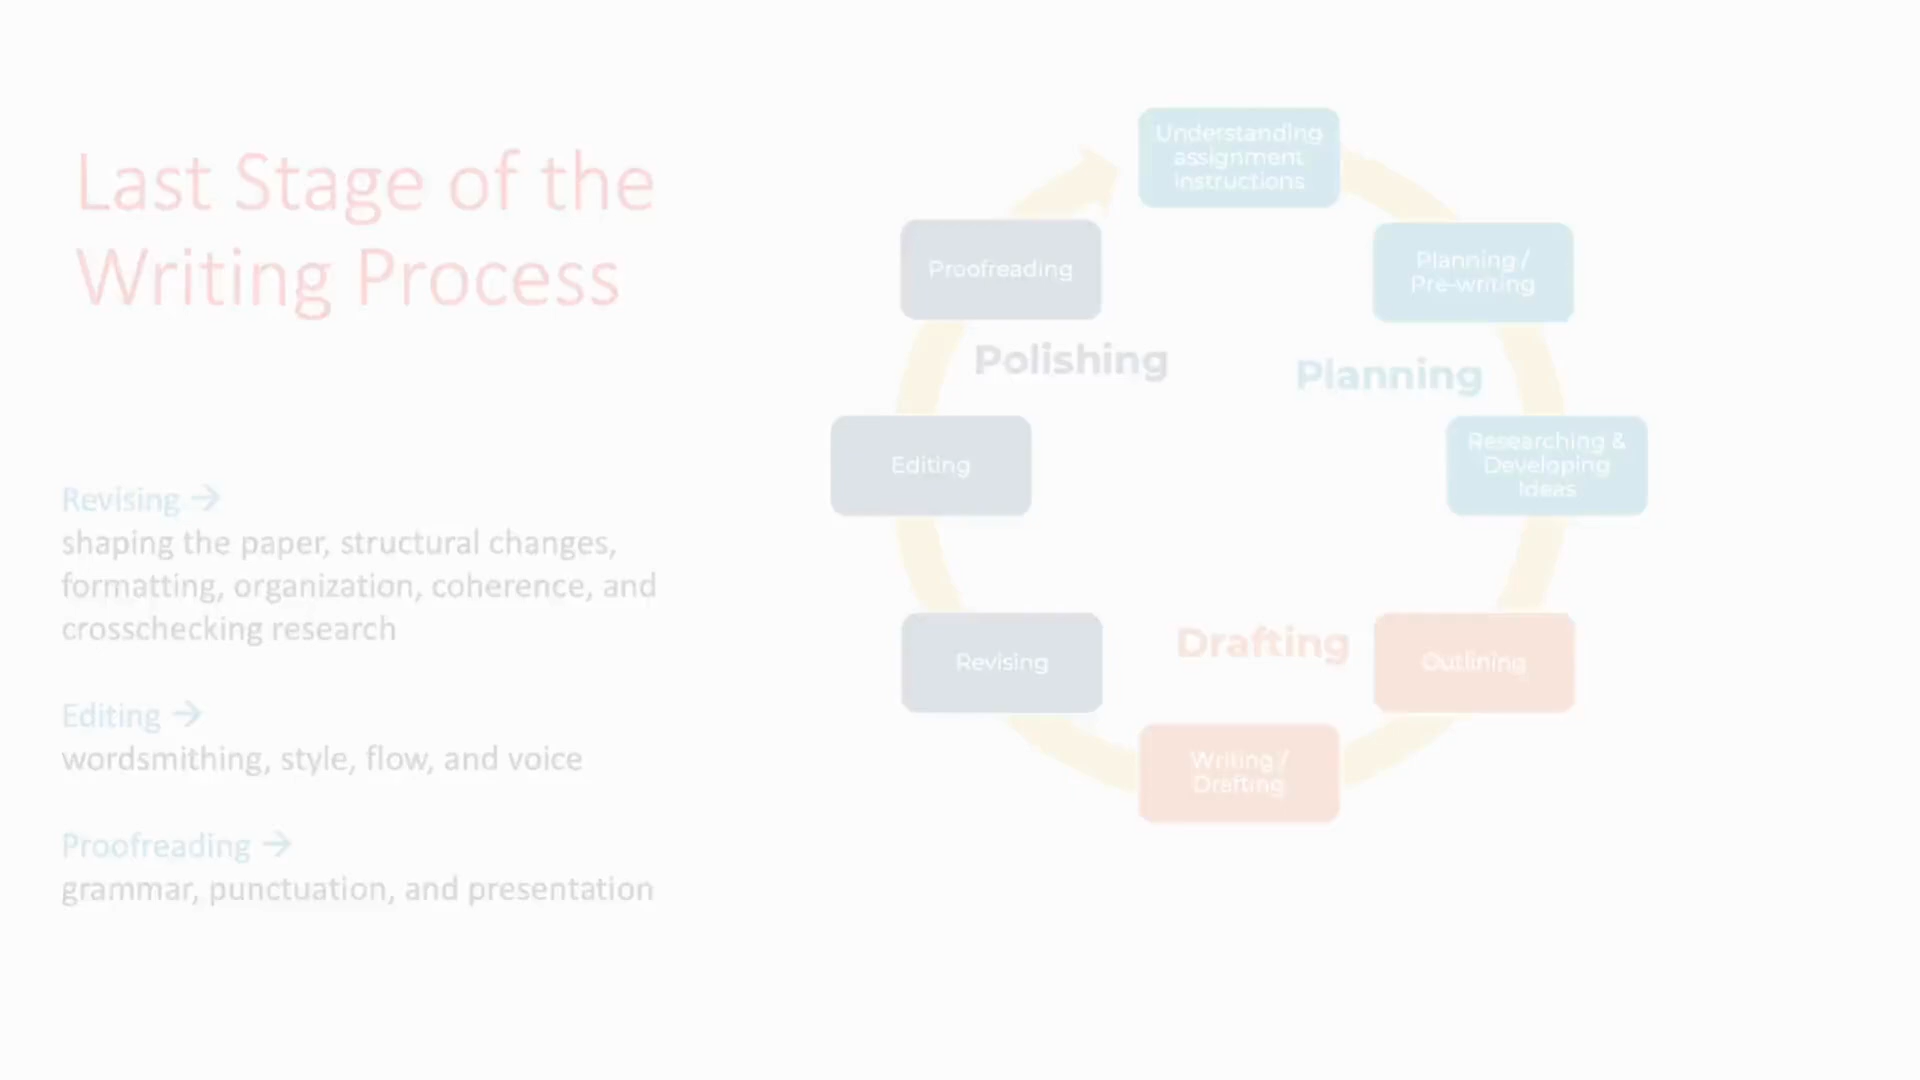 Last Stage of the
Writing Process
Revising →
shaping the paper, structural changes,
formatting, organization, coherence, and
crosschecking research
Editing →
wordsmithing, style, flow, and voice
Proofreading →
grammar, punctuation, and presentation
Understanding
assignment
instructions
Planning /
Pre-writing
Researching &
Developing
Ideas
Outlining
Writing /
Drafting
Revising
Editing
Proofreading
Polishing
Planning
Drafting